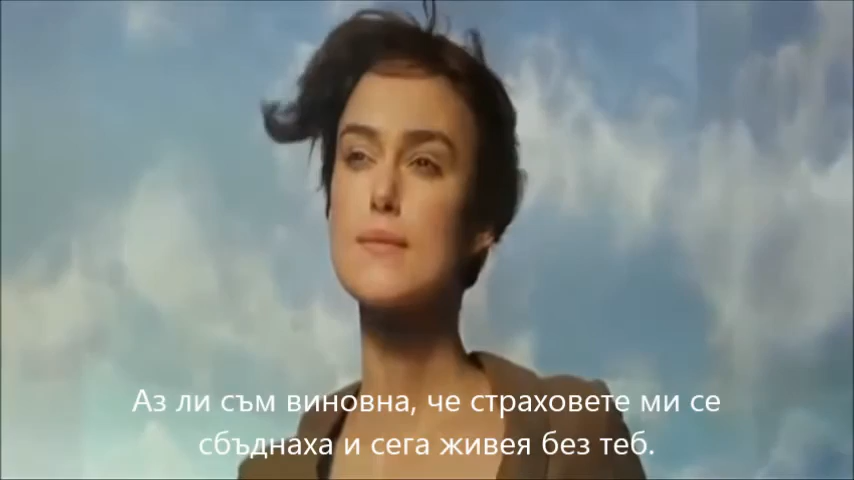 Аз ли съм виновна, че страховете ми се
сбъднаха и сега живея без теб.